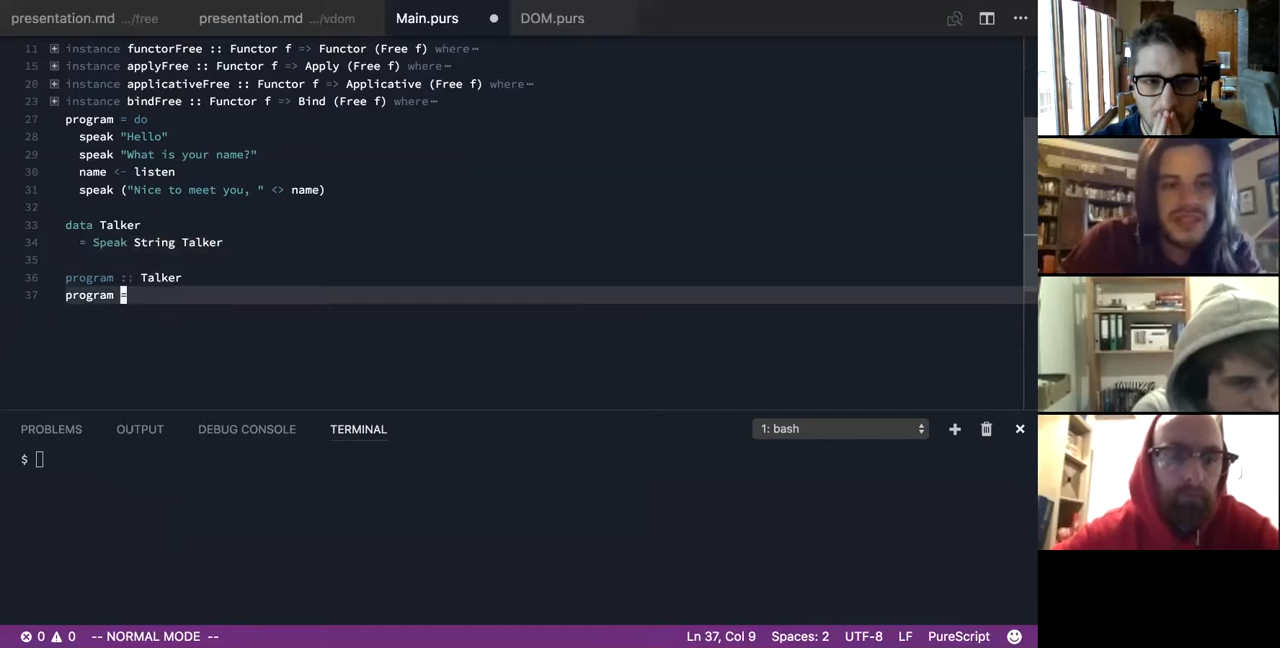 presentation.md .../free presentation.md .../vdom Main.purs DOM.purs
11 instance functorFree :: Functor f => Functor (Free f) where
15 instance applyFree :: Functor f => Apply (Free f) where
20 instance applicativeFree :: Functor f => Applicative (Free f) where
23 instance bindFree :: Functor f => Bind (Free f) where
27 program = do
28 speak "Hello"
29 speak "What is your name?"
30 name <- listen
31 speak ("Nice to meet you, " <> name)
32
33 data Talker
34 = Speak String Talker
35
36 program :: Talker
37 program =
PROBLEMS OUTPUT DEBUG CONSOLE TERMINAL 1: bash
$
0 0 -- NORMAL MODE -- Ln 37, Col 9 Spaces: 2 UTF-8 LF PureScript